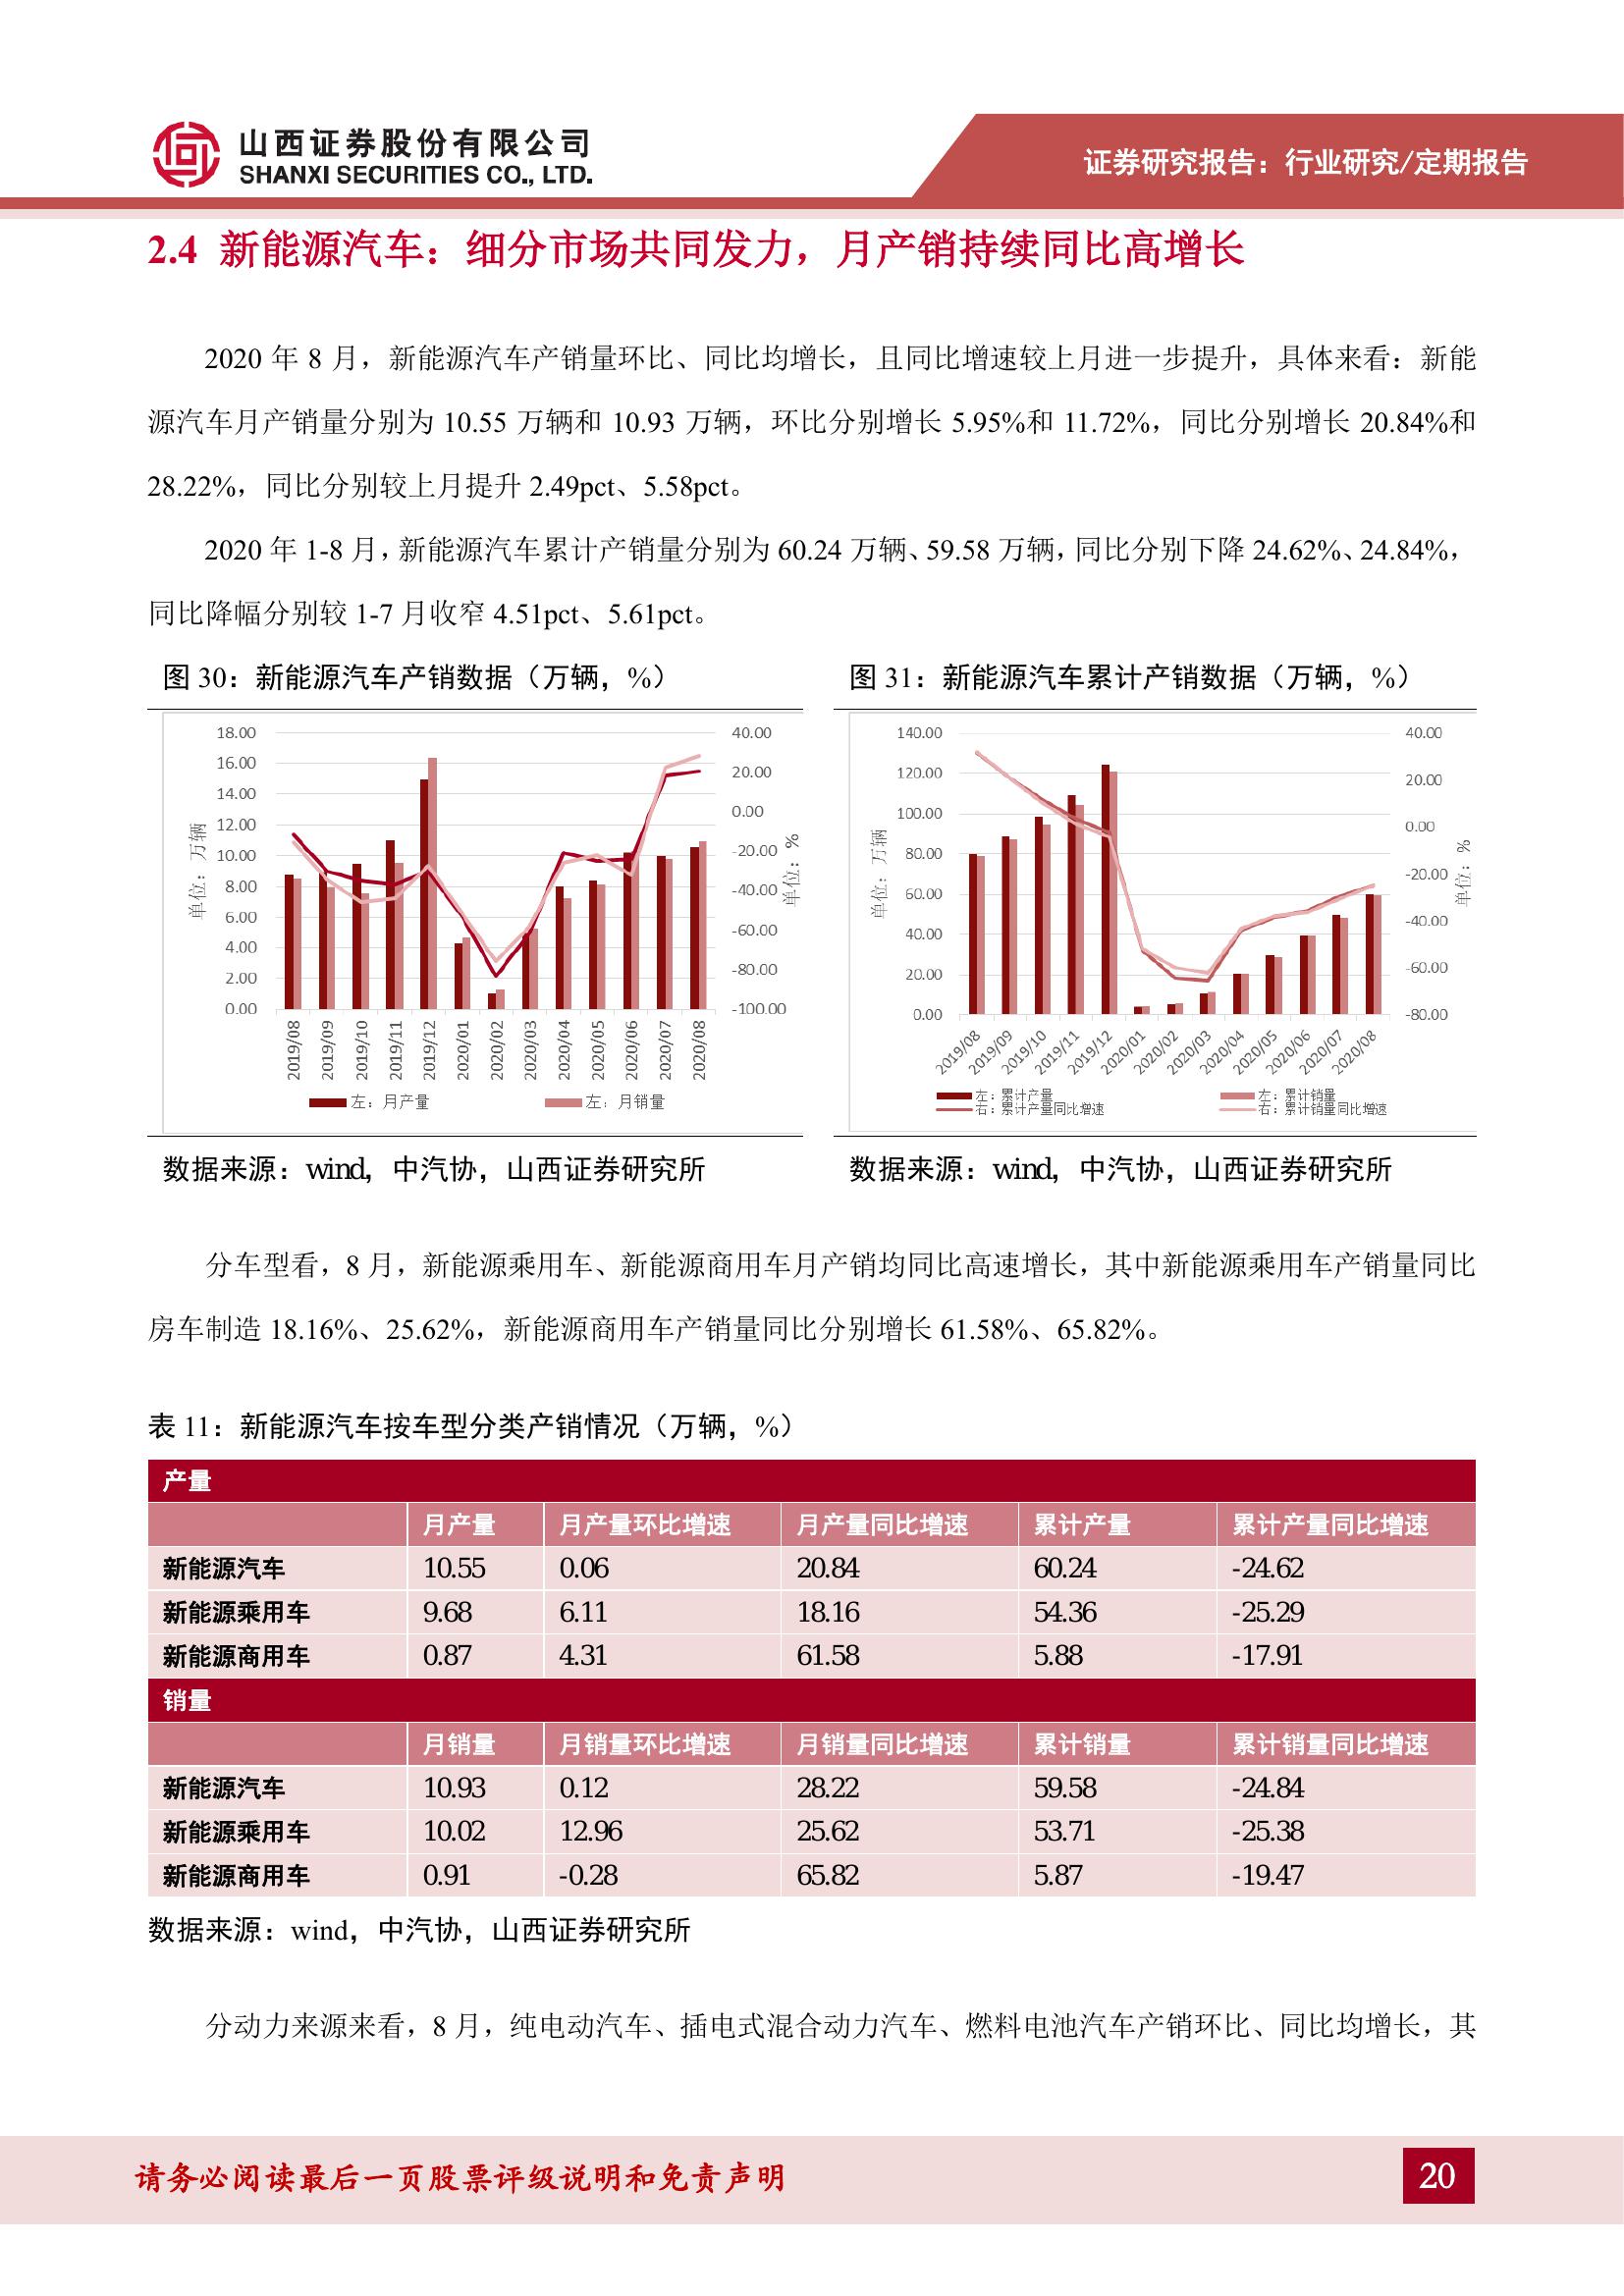 山西证券股份有限公司
SHANXI SECURITIES CO., LTD.
证券研究报告：行业研究/定期报告
2.4 新能源汽车：细分市场共同发力，月产销持续同比高增长
2020 年 8 月，新能源汽车产销量环比、同比均增长，且同比增速较上月进一步提升，具体来看：新能
源汽车月产销量分别为 10.55 万辆和 10.93 万辆，环比分别增长 5.95%和 11.72%，同比分别增长 20.84%和
28.22%，同比分别较上月提升 2.49pct、5.58pct。
2020 年 1-8 月，新能源汽车累计产销量分别为 60.24 万辆、59.58 万辆，同比分别下降 24.62%、24.84%，
同比降幅分别较 1-7 月收窄 4.51pct、5.61pct。
图 30：新能源汽车产销数据（万辆，%）
18.00
16.00
14.00
12.00
10.00
8.00
6.00
4.00
2.00
0.00
单位：万辆
40.00
20.00
0.00
-20.00
-40.00
-60.00
-80.00
-100.00
单位：%
2019/08 2019/09 2019/10 2019/11 2019/12 2020/01 2020/02 2020/03 2020/04 2020/05 2020/06 2020/07 2020/08
左：月产量 左：月销量
数据来源：wind，中汽协，山西证券研究所
图 31：新能源汽车累计产销数据（万辆，%）
140.00
120.00
100.00
80.00
60.00
40.00
20.00
0.00
单位：万辆
40.00
20.00
0.00
-20.00
-40.00
-60.00
-80.00
单位：%
2019/08 2019/09 2019/10 2019/11 2019/12 2020/01 2020/02 2020/03 2020/04 2020/05 2020/06 2020/07 2020/08
左：累计产量 左：累计销量
右：累计产量同比增速 右：累计销量同比增速
数据来源：wind，中汽协，山西证券研究所
分车型看，8 月，新能源乘用车、新能源商用车月产销均同比高速增长，其中新能源乘用车产销量同比
房车制造 18.16%、25.62%，新能源商用车产销量同比分别增长 61.58%、65.82%。
表 11：新能源汽车按车型分类产销情况（万辆，%）
产量
月产量 月产量环比增速 月产量同比增速 累计产量 累计产量同比增速
新能源汽车 10.55 0.06 20.84 60.24 -24.62
新能源乘用车 9.68 6.11 18.16 54.36 -25.29
新能源商用车 0.87 4.31 61.58 5.88 -17.91
销量
月销量 月销量环比增速 月销量同比增速 累计销量 累计销量同比增速
新能源汽车 10.93 0.12 28.22 59.58 -24.84
新能源乘用车 10.02 12.96 25.62 53.71 -25.38
新能源商用车 0.91 -0.28 65.82 5.87 -19.47
数据来源：wind，中汽协，山西证券研究所
分动力来源来看，8 月，纯电动汽车、插电式混合动力汽车、燃料电池汽车产销环比、同比均增长，其
请务必阅读最后一页股票评级说明和免责声明
20